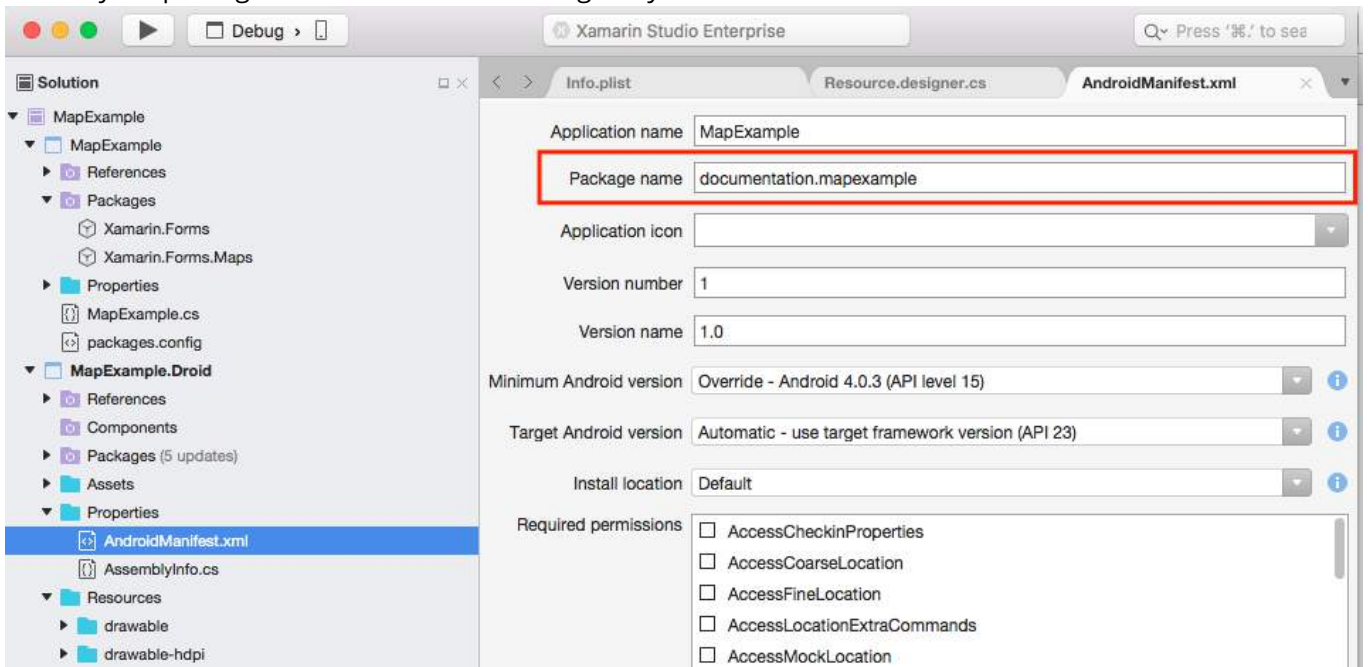 Debug
Xamarin Studio Enterprise
Press '⌘.' to sea
Solution
Info.plist
Resource.designer.cs
AndroidManifest.xml
MapExample
MapExample
References
Packages
Xamarin.Forms
Xamarin.Forms.Maps
Properties
MapExample.cs
packages.config
MapExample.Droid
References
Components
Packages (5 updates)
Assets
Properties
AndroidManifest.xml
AssemblyInfo.cs
Resources
drawable
drawable-hdpi
Application name MapExample
Package name documentation.mapexample
Application icon
Version number 1
Version name 1.0
Minimum Android version Override - Android 4.0.3 (API level 15)
Target Android version Automatic - use target framework version (API 23)
Install location Default
Required permissions
AccessCheckinProperties
AccessCoarseLocation
AccessFineLocation
AccessLocationExtraCommands
AccessMockLocation